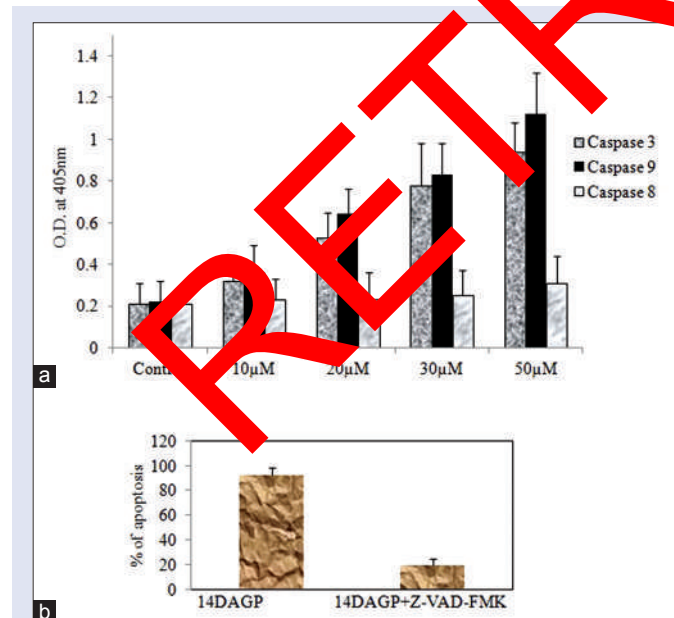 1.4
1.2
1
0.8
0.6
0.4
0.2
0
O.D. at 405nm
Caspase 3
Caspase 9
Caspase 8
10µM
20µM
30µM
50µM
a
120
100
80
60
40
20
0
% of apoptosis
14DAGP
14DAGP+Z-VAD-FMK
b
RETR